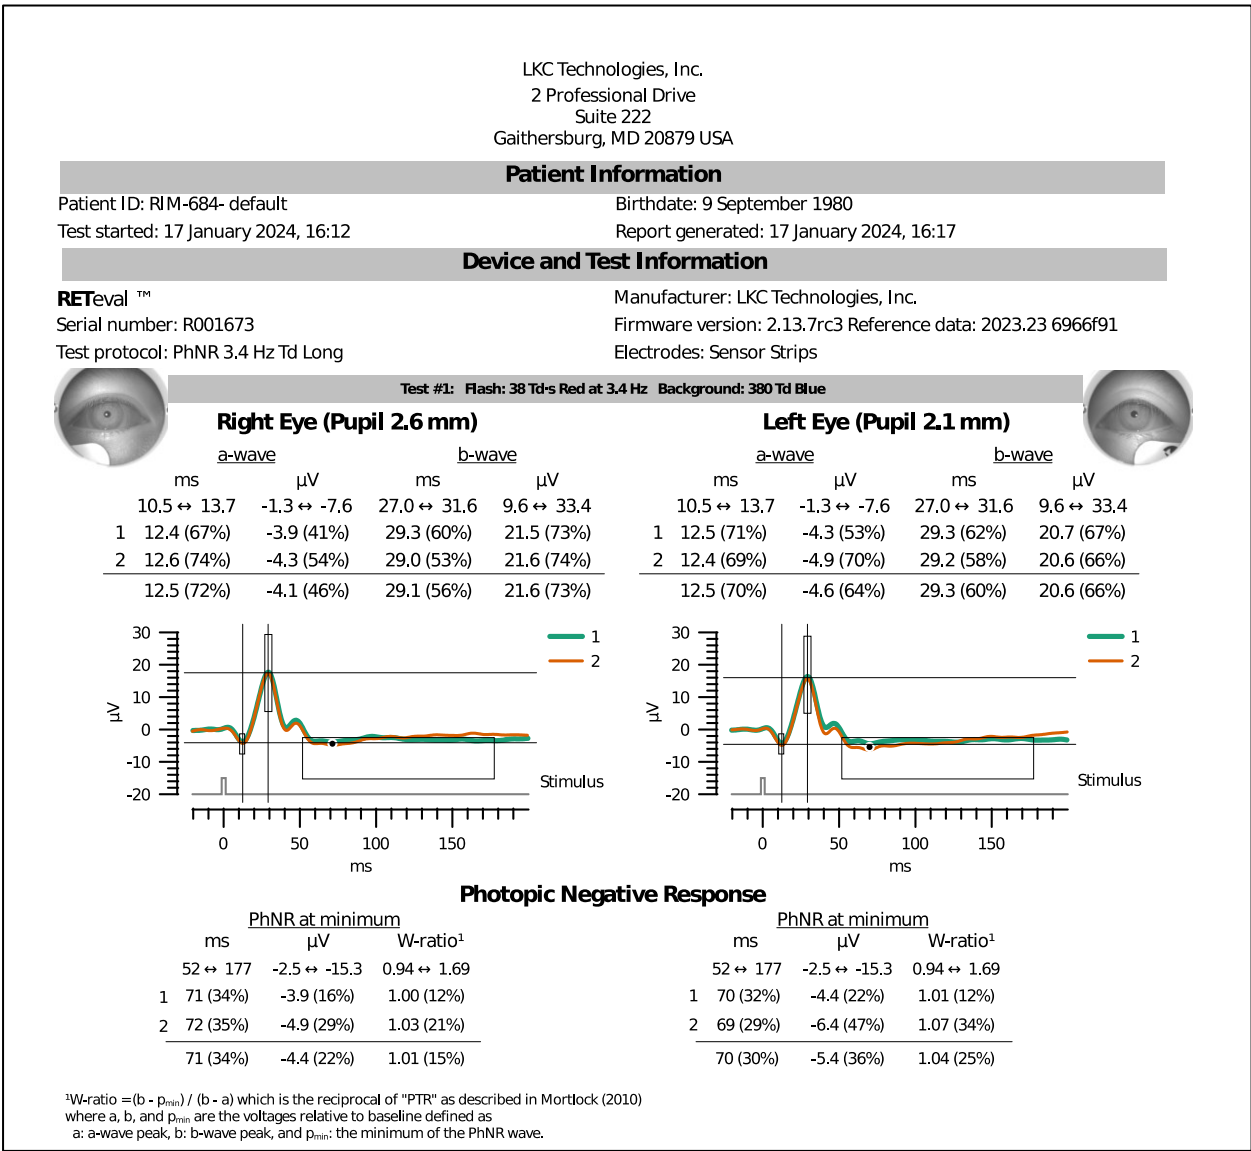 LKC Technologies, Inc.
2 Professional Drive
Suite 222
Gaithersburg, MD 20879 USA
Patient Information
Patient ID: RIM-684- default
Birthdate: 9 September 1980
Test started: 17 January 2024, 16:12
Report generated: 17 January 2024, 16:17
Device and Test Information
RETeval ™
Manufacturer: LKC Technologies, Inc.
Serial number: R001673
Firmware version: 2.13.7rc3 Reference data: 2023.23 6966f91
Test protocol: PhNR 3.4 Hz Td Long
Electrodes: Sensor Strips
Test #1: Flash: 38 Td·s Red at 3.4 Hz Background: 380 Td Blue
Right Eye (Pupil 2.6 mm)
a-wave b-wave
ms µV ms µV
10.5 ↔ 13.7 -1.3 ↔ -7.6 27.0 ↔ 31.6 9.6 ↔ 33.4
1 12.4 (67%) -3.9 (41%) 29.3 (60%) 21.5 (73%)
2 12.6 (74%) -4.3 (54%) 29.0 (53%) 21.6 (74%)
12.5 (72%) -4.1 (46%) 29.1 (56%) 21.6 (73%)
Left Eye (Pupil 2.1 mm)
a-wave b-wave
ms µV ms µV
10.5 ↔ 13.7 -1.3 ↔ -7.6 27.0 ↔ 31.6 9.6 ↔ 33.4
1 12.5 (71%) -4.3 (53%) 29.3 (62%) 20.7 (67%)
2 12.4 (69%) -4.9 (70%) 29.2 (58%) 20.6 (66%)
12.5 (70%) -4.6 (64%) 29.3 (60%) 20.6 (66%)
30
20
10
0
-10
-20
µV
1
2
Stimulus
0 50 100 150
ms
30
20
10
0
-10
-20
µV
1
2
Stimulus
0 50 100 150
ms
Photopic Negative Response
PhNR at minimum
ms µV W-ratio¹
52 ↔ 177 -2.5 ↔ -15.3 0.94 ↔ 1.69
1 71 (34%) -3.9 (16%) 1.00 (12%)
2 72 (35%) -4.9 (29%) 1.03 (21%)
71 (34%) -4.4 (22%) 1.01 (15%)
PhNR at minimum
ms µV W-ratio¹
52 ↔ 177 -2.5 ↔ -15.3 0.94 ↔ 1.69
1 70 (32%) -4.4 (22%) 1.01 (12%)
2 69 (29%) -6.4 (47%) 1.07 (34%)
70 (30%) -5.4 (36%) 1.04 (25%)
¹W-ratio = (b - pmin) / (b - a) which is the reciprocal of "PTR" as described in Mortlock (2010)
where a, b, and pmin are the voltages relative to baseline defined as
a: a-wave peak, b: b-wave peak, and pmin: the minimum of the PhNR wave.